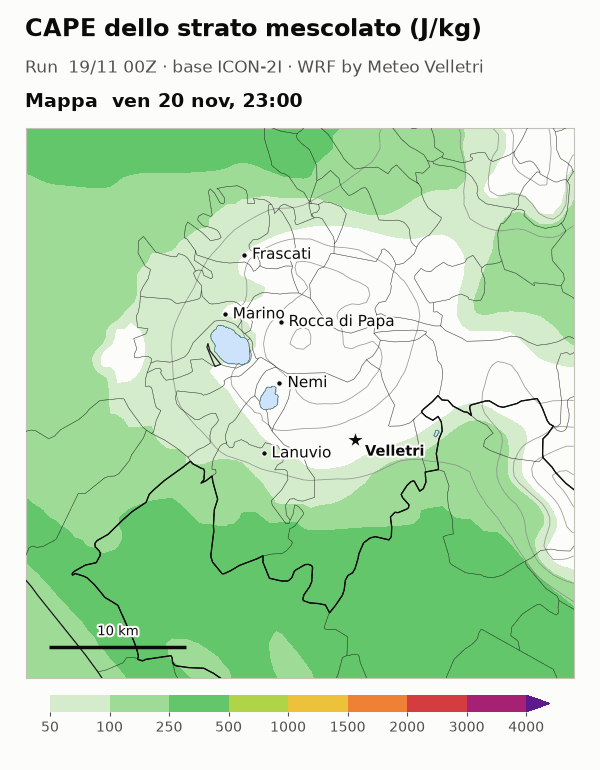 CAPE dello strato mescolato (J/kg)
Run  19/11 00Z · base ICON-2I · WRF by Meteo Velletri
Mappa  ven 20 nov, 23:00
Frascati
Marino
Rocca di Papa
Nemi
Velletri
Lanuvio
10 km
50 100 250 500 1000 1500 2000 3000 4000